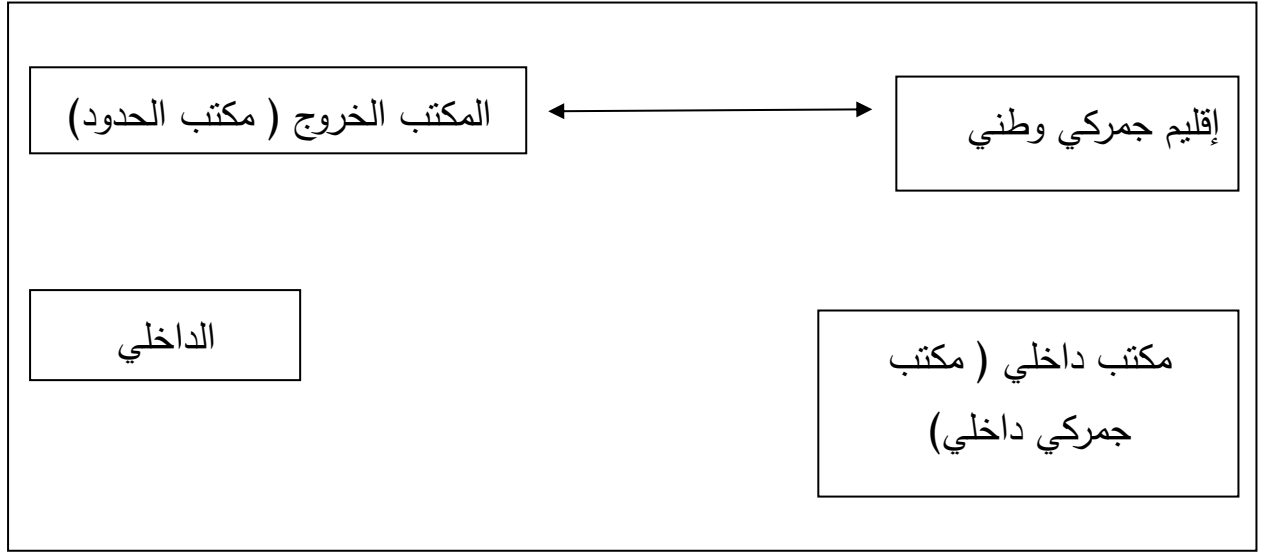 إقليم جمركي وطني
المكتب الخروج ( مكتب الحدود)
مكتب داخلي ( مكتب
جمركي داخلي)
الداخلي